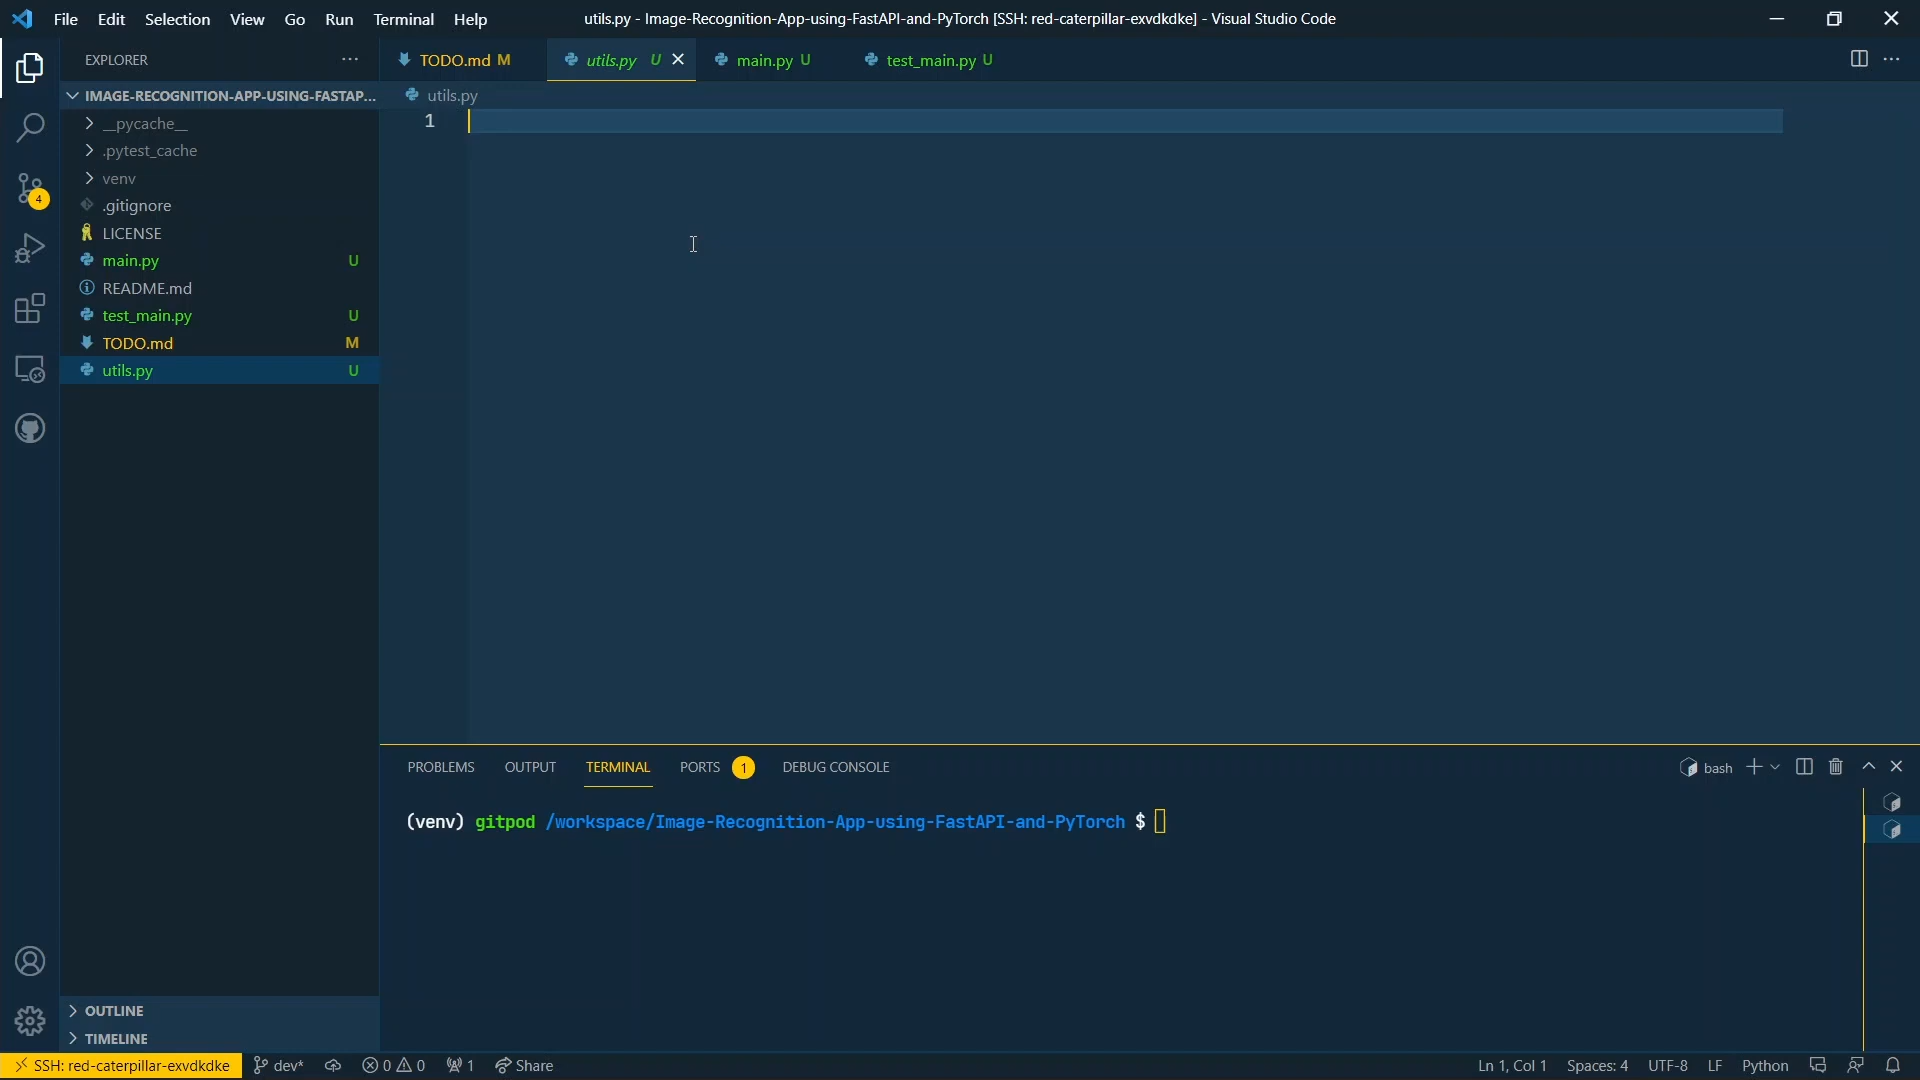 File Edit Selection View Go Run Terminal Help
utils.py - Image-Recognition-App-using-FastAPI-and-PyTorch [SSH: red-caterpillar-exvdkdke] - Visual Studio Code
EXPLORER
TODO.md M
utils.py U
main.py U
test_main.py U
IMAGE-RECOGNITION-APP-USING-FASTAP...
utils.py
1
__pycache__
.pytest_cache
venv
.gitignore
LICENSE
main.py U
README.md
test_main.py U
TODO.md M
utils.py U
4
PROBLEMS OUTPUT TERMINAL PORTS 1 DEBUG CONSOLE
bash
(venv) gitpod /workspace/Image-Recognition-App-using-FastAPI-and-PyTorch $
OUTLINE
TIMELINE
SSH: red-caterpillar-exvdkdke dev* 0 0 1 Share
Ln 1, Col 1 Spaces: 4 UTF-8 LF Python